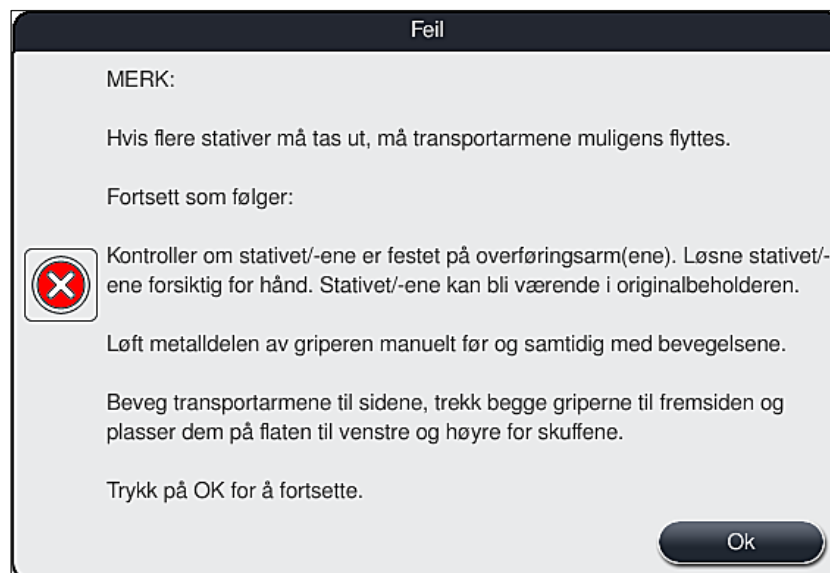 Feil
MERK:
Hvis flere stativer må tas ut, må transportarmene muligens flyttes.
Fortsett som følger:
Kontroller om stativet/-ene er festet på overføringsarm(ene). Løsne stativet/-
ene forsiktig for hånd. Stativet/-ene kan bli værende i originalbeholderen.
Løft metalldelen av griperen manuelt før og samtidig med bevegelsene.
Beveg transportarmene til sidene, trekk begge griperne til fremsiden og
plasser dem på flaten til venstre og høyre for skuffene.
Trykk på OK for å fortsette.
Ok